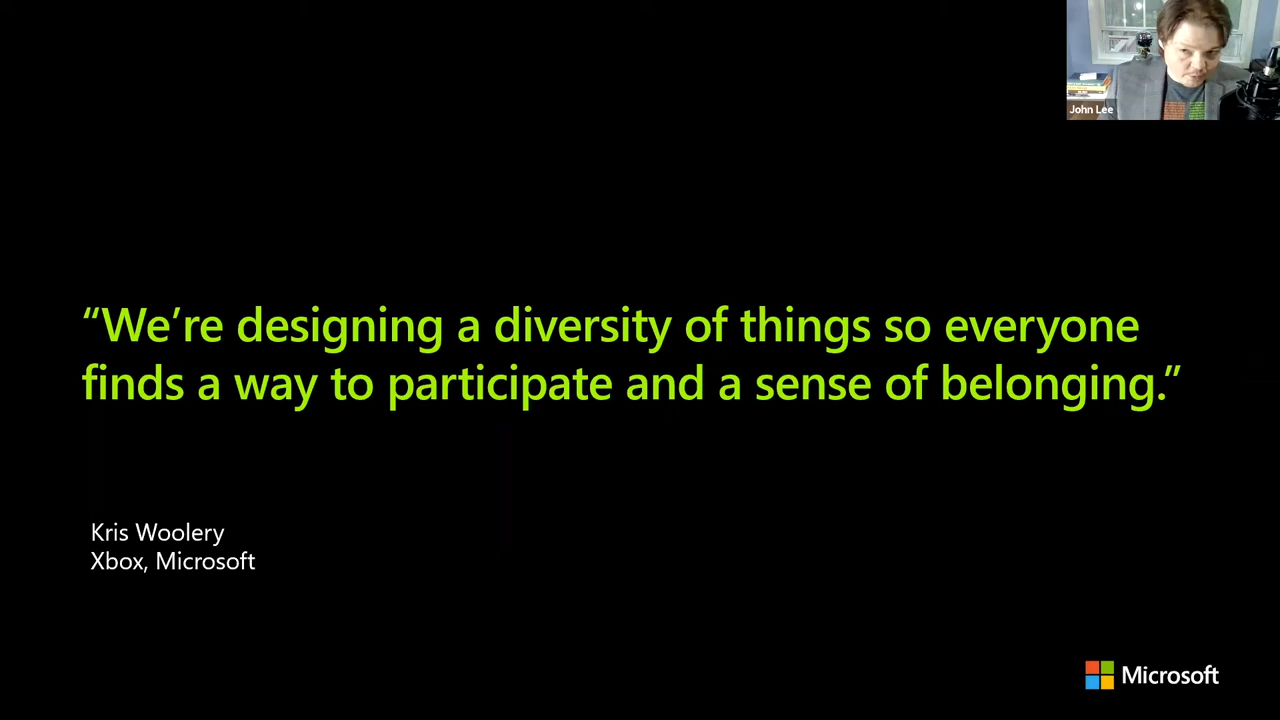 John Lee
“We’re designing a diversity of things so everyone
finds a way to participate and a sense of belonging.”
Kris Woolery
Xbox, Microsoft
Microsoft